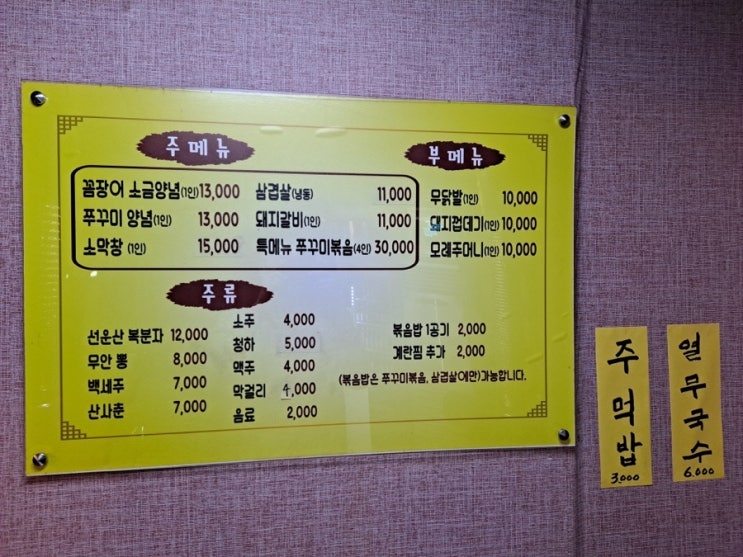 주메뉴
꼼장어 소금양념(1인) 13,000
쭈꾸미 양념(1인) 13,000
소막창 (1인) 15,000
삼겹살(냉동) 11,000
돼지갈비(1인) 11,000
특메뉴 쭈꾸미볶음(4인) 30,000
부메뉴
무닭발(1인) 10,000
돼지껍데기(1인) 10,000
모래주머니(1인) 10,000
주류
선운산 복분자 12,000
무안 뽕 8,000
백세주 7,000
산사춘 7,000
소주 4,000
청하 5,000
맥주 4,000
막걸리 4,000
음료 2,000
볶음밥 1공기 2,000
계란찜 추가 2,000
(볶음밥은 쭈꾸미볶음, 삼겹살에만)가능합니다.
주먹밥
3,000
열무국수
6,000